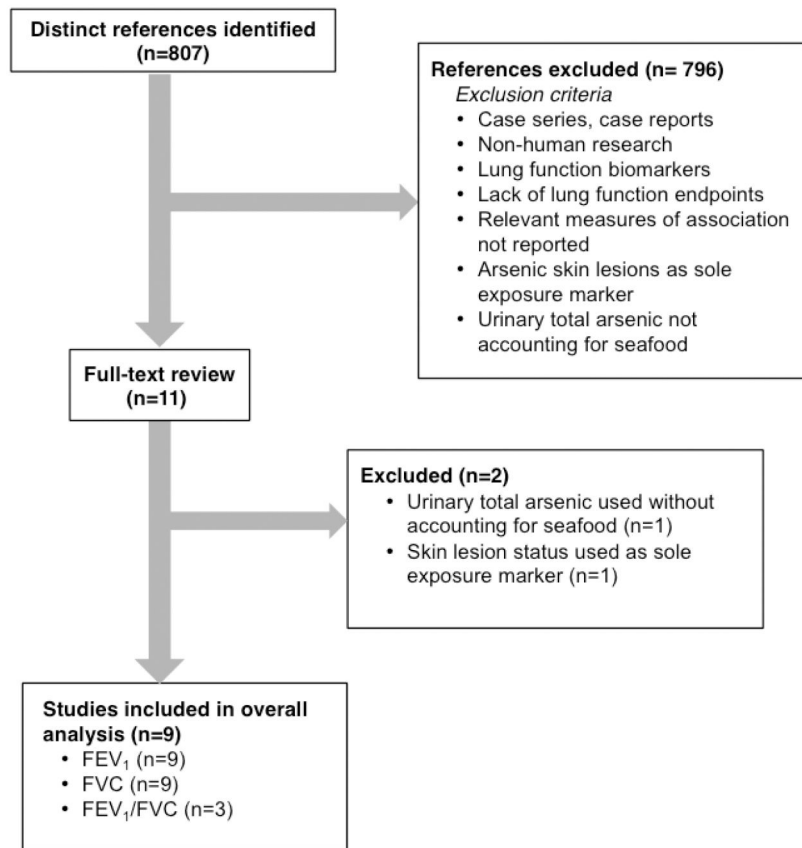 Distinct references identified
(n=807)
References excluded (n= 796)
Exclusion criteria
• Case series, case reports
• Non-human research
• Lung function biomarkers
• Lack of lung function endpoints
• Relevant measures of association
not reported
• Arsenic skin lesions as sole
exposure marker
• Urinary total arsenic not
accounting for seafood
Full-text review
(n=11)
Excluded (n=2)
• Urinary total arsenic used without
accounting for seafood (n=1)
• Skin lesion status used as sole
exposure marker (n=1)
Studies included in overall
analysis (n=9)
• FEV₁ (n=9)
• FVC (n=9)
• FEV₁/FVC (n=3)